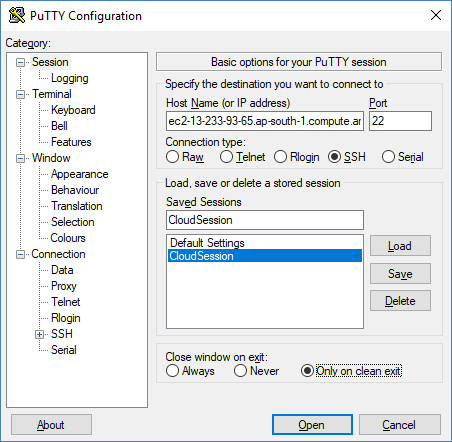 PuTTY Configuration
Category:
Session
Logging
Terminal
Keyboard
Bell
Features
Window
Appearance
Behaviour
Translation
Selection
Colours
Connection
Data
Proxy
Telnet
Rlogin
SSH
Serial
Basic options for your PuTTY session
Specify the destination you want to connect to
Host Name (or IP address) Port
ec2-13-233-93-65.ap-south-1.compute.ar 22
Connection type:
Raw Telnet Rlogin SSH Serial
Load, save or delete a stored session
Saved Sessions
CloudSession
Default Settings
CloudSession
Load
Save
Delete
Close window on exit:
Always Never Only on clean exit
About Open Cancel